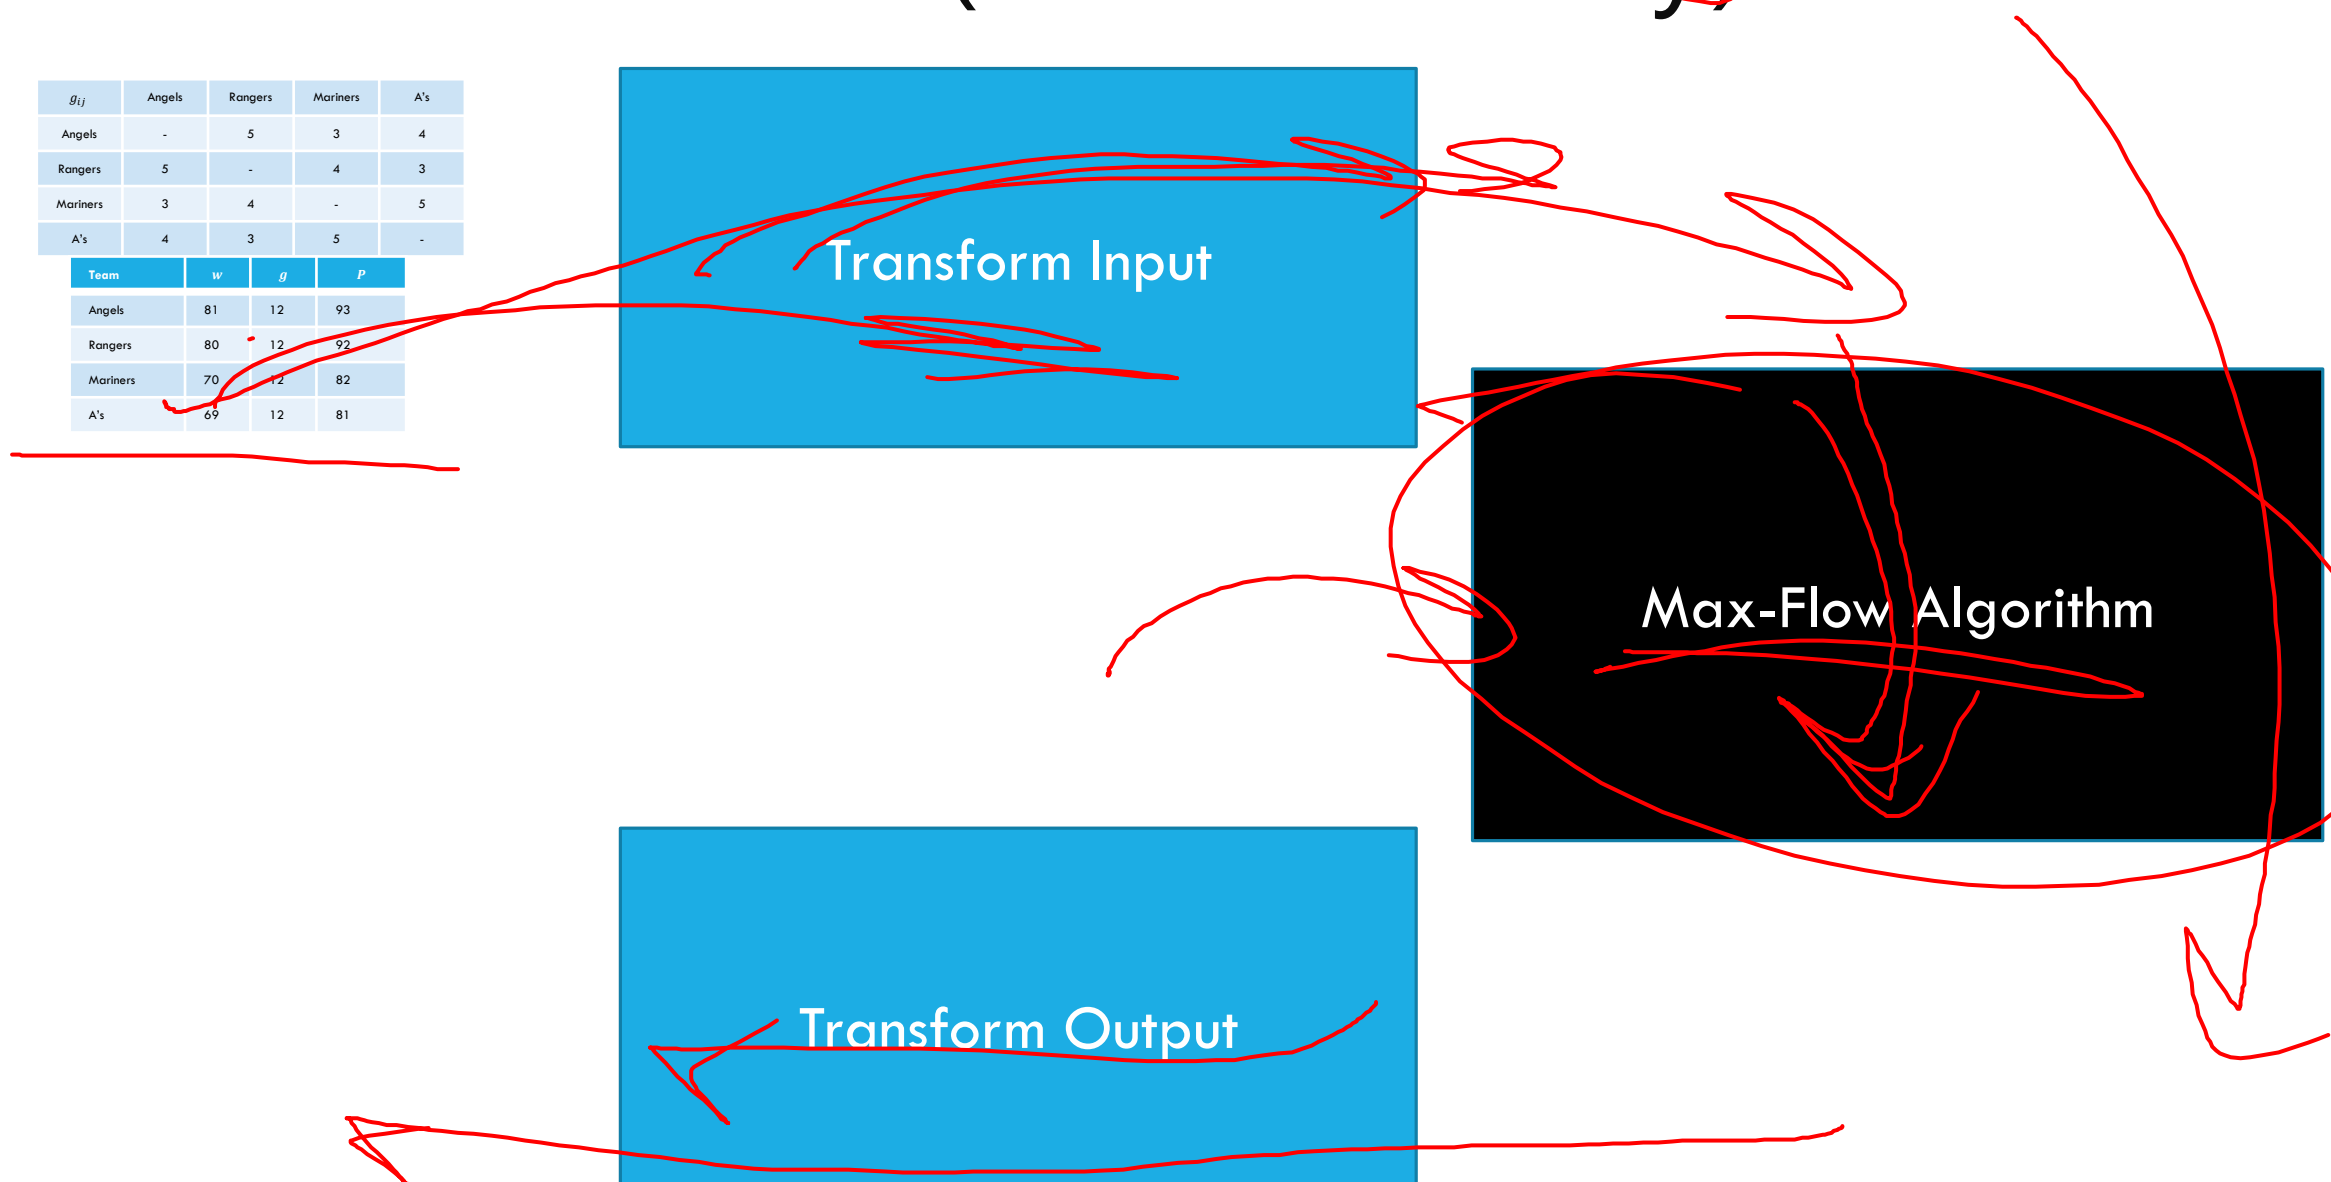 g_ij Angels Rangers Mariners A's
Angels - 5 3 4
Rangers 5 - 4 3
Mariners 3 4 - 5
A's 4 3 5 -
Team w g P
Angels 81 12 93
Rangers 80 12 92
Mariners 70 12 82
A's 69 12 81
Transform Input
Max-Flow Algorithm
Transform Output